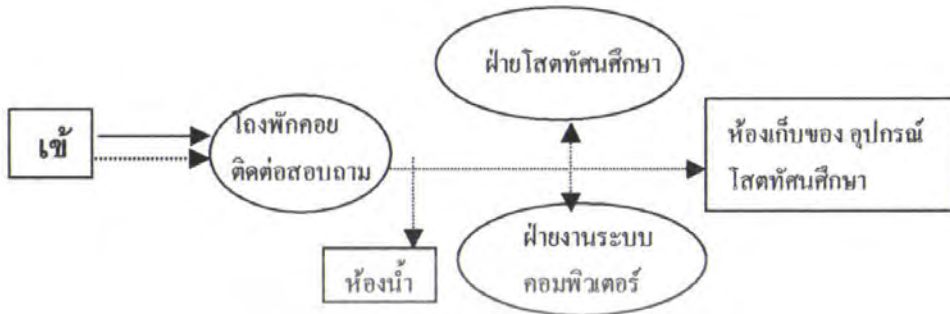 ฝ่ายโสตทัศนศึกษา
เข้
โถงพักคอย
ติดต่อสอบถาม
ห้องเก็บของ อุปกรณ์
โสตทัศนศึกษา
ห้องน้ำ
ฝ่ายงานระบบ
คอมพิวเตอร์